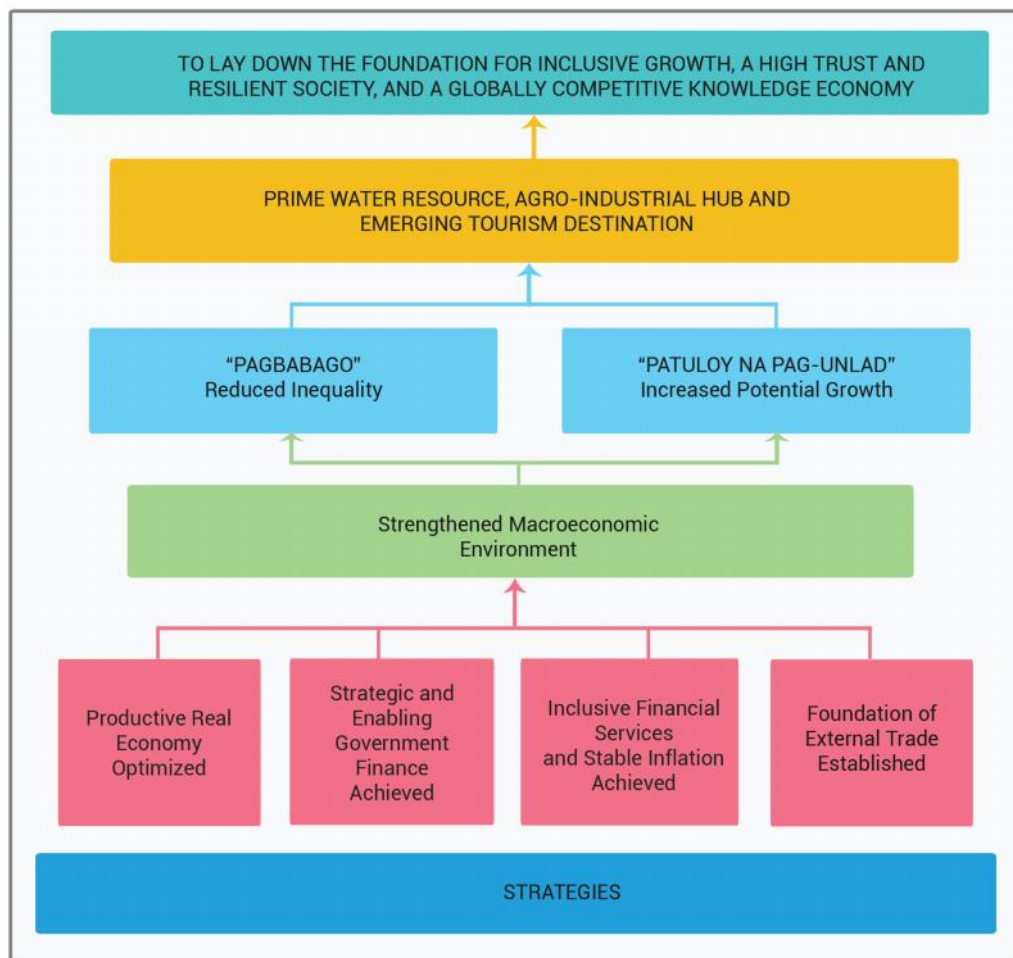 TO LAY DOWN THE FOUNDATION FOR INCLUSIVE GROWTH, A HIGH TRUST AND
RESILIENT SOCIETY, AND A GLOBALLY COMPETITIVE KNOWLEDGE ECONOMY
PRIME WATER RESOURCE, AGRO-INDUSTRIAL HUB AND
EMERGING TOURISM DESTINATION
“PAGBABAGO”
Reduced Inequality
“PATULOY NA PAG-UNLAD”
Increased Potential Growth
Strengthened Macroeconomic
Environment
Productive Real
Economy
Optimized
Strategic and
Enabling
Government
Finance
Achieved
Inclusive Financial
Services
and Stable Inflation
Achieved
Foundation of
External Trade
Established
STRATEGIES